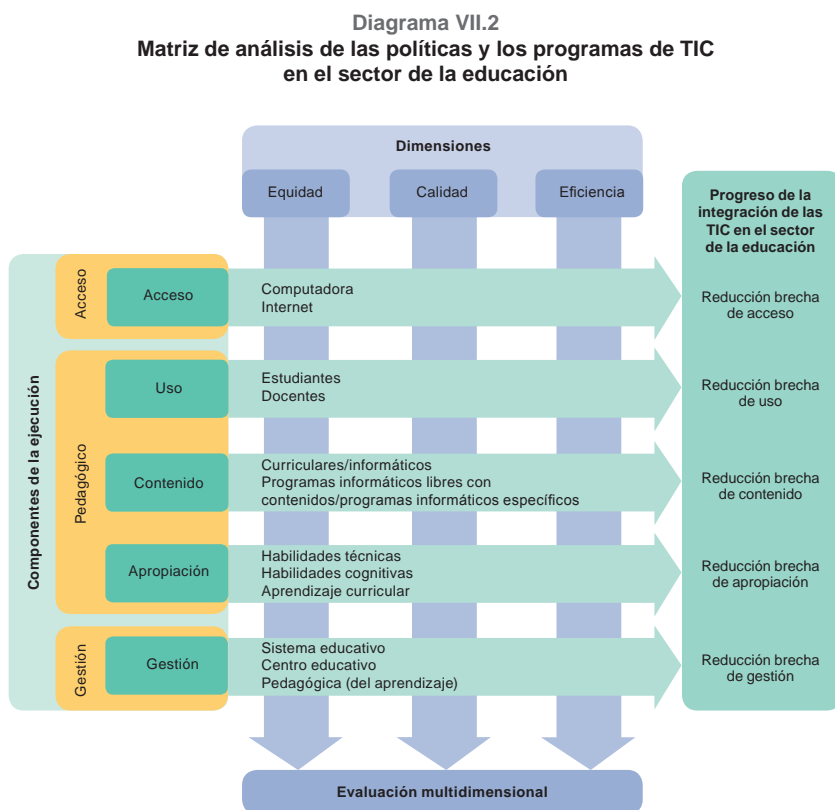 Diagrama VII.2
Matriz de análisis de las políticas y los programas de TIC
en el sector de la educación
Dimensiones
Equidad
Calidad
Eficiencia
Progreso de la
integración de las
TIC en el sector
de la educación
Componentes de la ejecución
Acceso
Acceso
Computadora
Internet
Reducción brecha
de acceso
Pedagógico
Uso
Estudiantes
Docentes
Reducción brecha
de uso
Contenido
Curriculares/informáticos
Programas informáticos libres con
contenidos/programas informáticos específicos
Reducción brecha
de contenido
Apropiación
Habilidades técnicas
Habilidades cognitivas
Aprendizaje curricular
Reducción brecha
de apropiación
Gestión
Gestión
Sistema educativo
Centro educativo
Pedagógica (del aprendizaje)
Reducción brecha
de gestión
Evaluación multidimensional